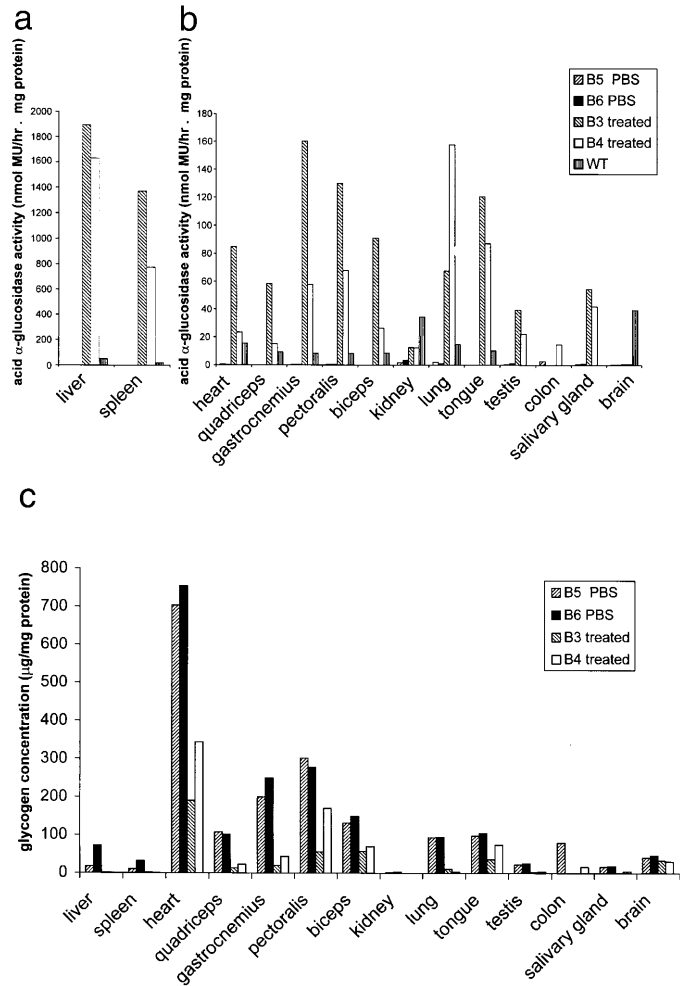 a
b
acid α-glucosidase activity (nmol MU/hr . mg protein)
2000
1800
1600
1400
1200
1000
800
600
400
200
0
liver
spleen
acid α-glucosidase activity (nmol MU/hr . mg protein)
180
160
140
120
100
80
60
40
20
0
heart
quadriceps
gastrocnemius
pectoralis
biceps
kidney
lung
tongue
testis
colon
salivary gland
brain
B5 PBS
B6 PBS
B3 treated
B4 treated
WT
c
glycogen concentration (µg/mg protein)
800
700
600
500
400
300
200
100
0
liver
spleen
heart
quadriceps
gastrocnemius
pectoralis
biceps
kidney
lung
tongue
testis
colon
salivary gland
brain
B5 PBS
B6 PBS
B3 treated
B4 treated